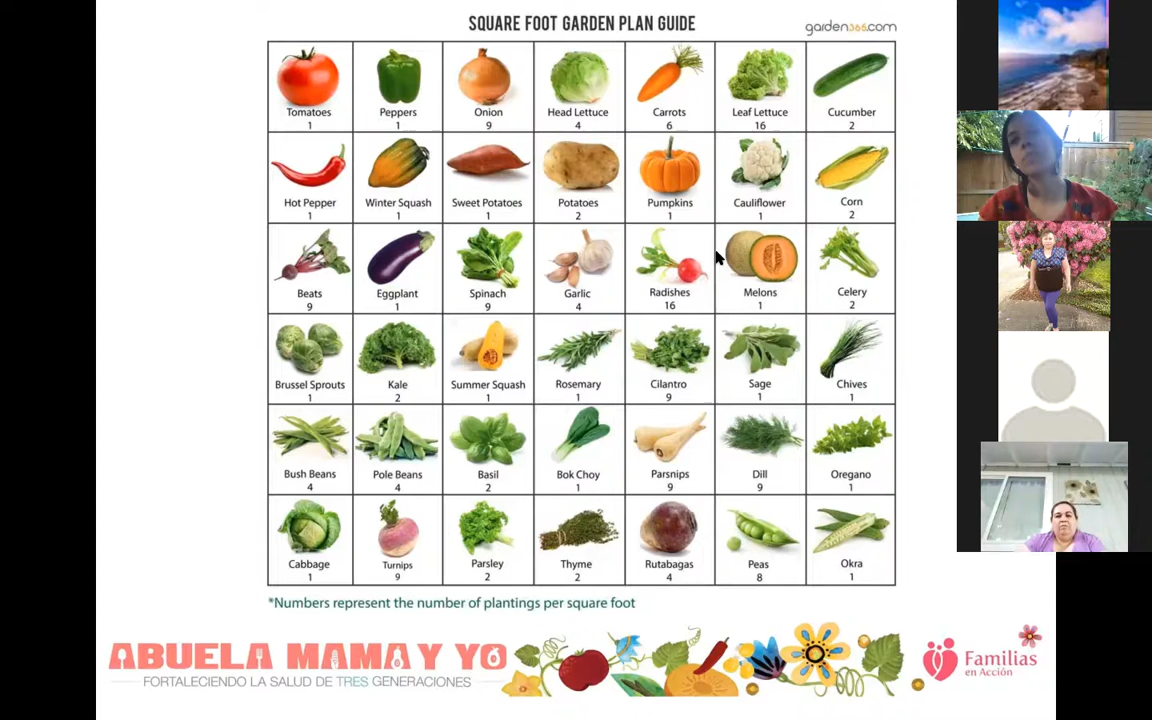 SQUARE FOOT GARDEN PLAN GUIDE
garden365.com
Tomatoes Peppers Onion Head Lettuce Carrots Leaf Lettuce Cucumber
1 1 9 4 6 16 2
Hot Pepper Winter Squash Sweet Potatoes Potatoes Pumpkins Cauliflower Corn
1 1 1 2 1 1 2
Beats Eggplant Spinach Garlic Radishes Melons Celery
9 1 9 4 16 1 2
Brussel Sprouts Kale Summer Squash Rosemary Cilantro Sage Chives
1 2 1 1 9 1 1
Bush Beans Pole Beans Basil Bok Choy Parsnips Dill Oregano
4 4 2 1 9 9 1
Cabbage Turnips Parsley Thyme Rutabagas Peas Okra
1 9 2 2 4 8 1
*Numbers represent the number of plantings per square foot
ABUELA MAMA Y YO
FORTALECIENDO LA SALUD DE TRES GENERACIONES
Familias
en Acción